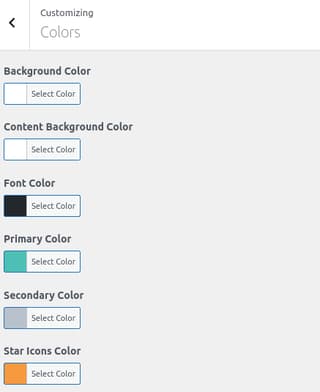 Customizing
Colors
Background Color
Select Color
Content Background Color
Select Color
Font Color
Select Color
Primary Color
Select Color
Secondary Color
Select Color
Star Icons Color
Select Color